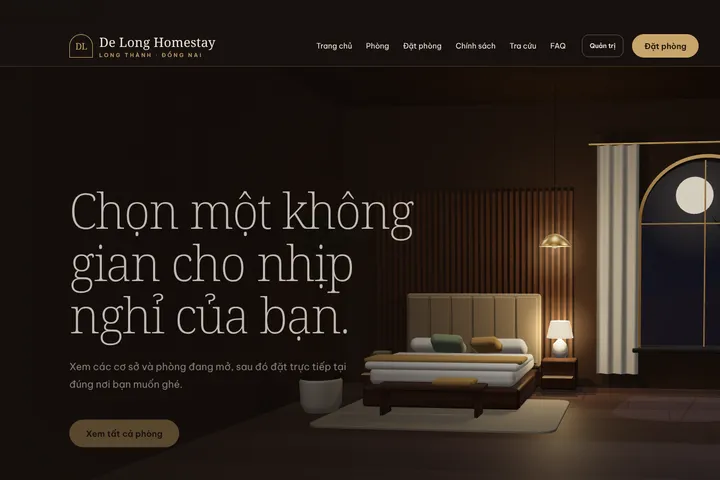 DL
De Long Homestay
LONG THÀNH · ĐỒNG NAI
Trang chủ
Phòng
Đặt phòng
Chính sách
Tra cứu
FAQ
Quản trị
Đặt phòng
Chọn một không
gian cho nhịp
nghỉ của bạn.
Xem các cơ sở và phòng đang mở, sau đó đặt trực tiếp tại
đúng nơi bạn muốn ghé.
Xem tất cả phòng